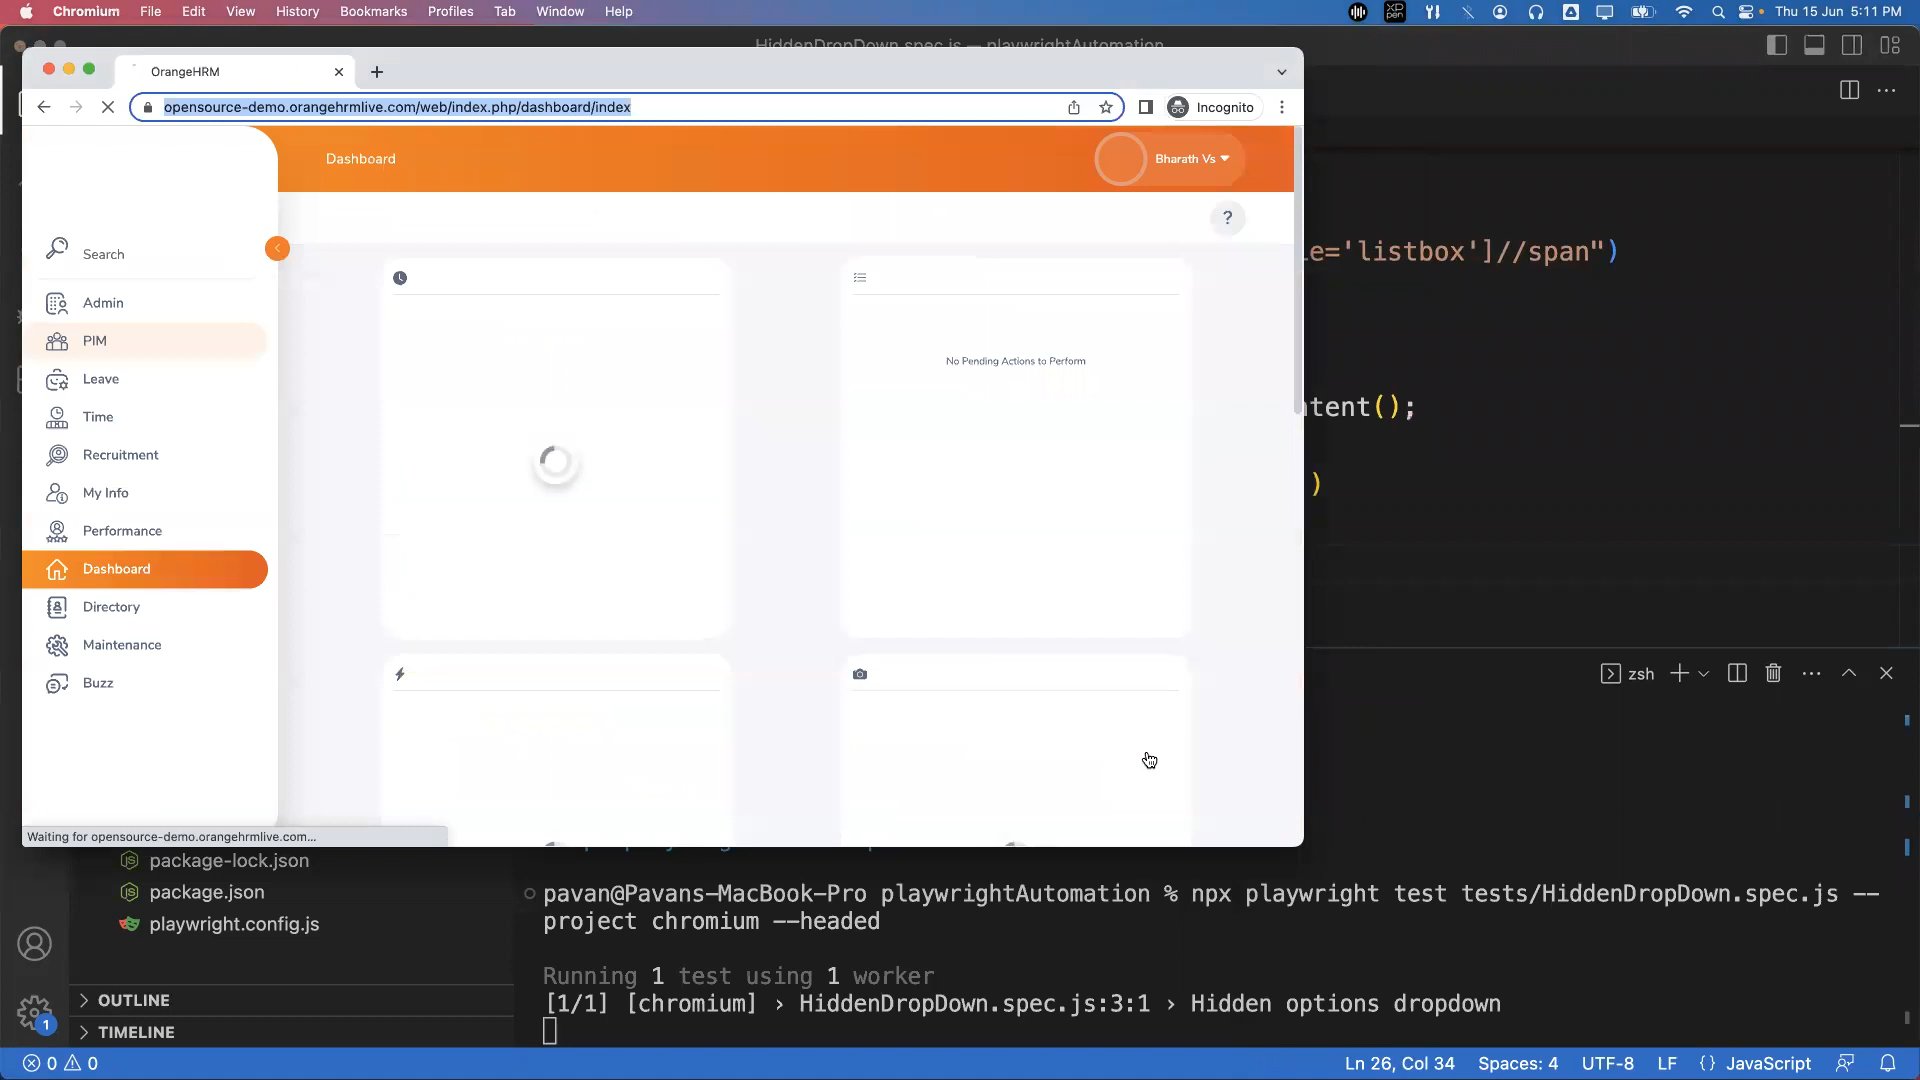 Chromium File Edit View History Bookmarks Profiles Tab Window Help
XP pen
Thu 15 Jun 5:11 PM
HiddenDropDown.spec.js — playwrightAutomation
OrangeHRM
opensource-demo.orangehrmlive.com/web/index.php/dashboard/index
Incognito
Dashboard
Bharath Vs
?
Search
Admin
PIM
Leave
Time
Recruitment
My Info
Performance
Dashboard
Directory
Maintenance
Buzz
No Pending Actions to Perform
Waiting for opensource-demo.orangehrmlive.com...
le='listbox']//span")
ntent();
)
zsh
package-lock.json
package.json
playwright.config.js
OUTLINE
TIMELINE
pavan@Pavans-MacBook-Pro playwrightAutomation % npx playwright test tests/HiddenDropDown.spec.js --
project chromium --headed
Running 1 test using 1 worker
[1/1] [chromium] › HiddenDropDown.spec.js:3:1 › Hidden options dropdown
1
0 0
Ln 26, Col 34 Spaces: 4 UTF-8 LF {} JavaScript